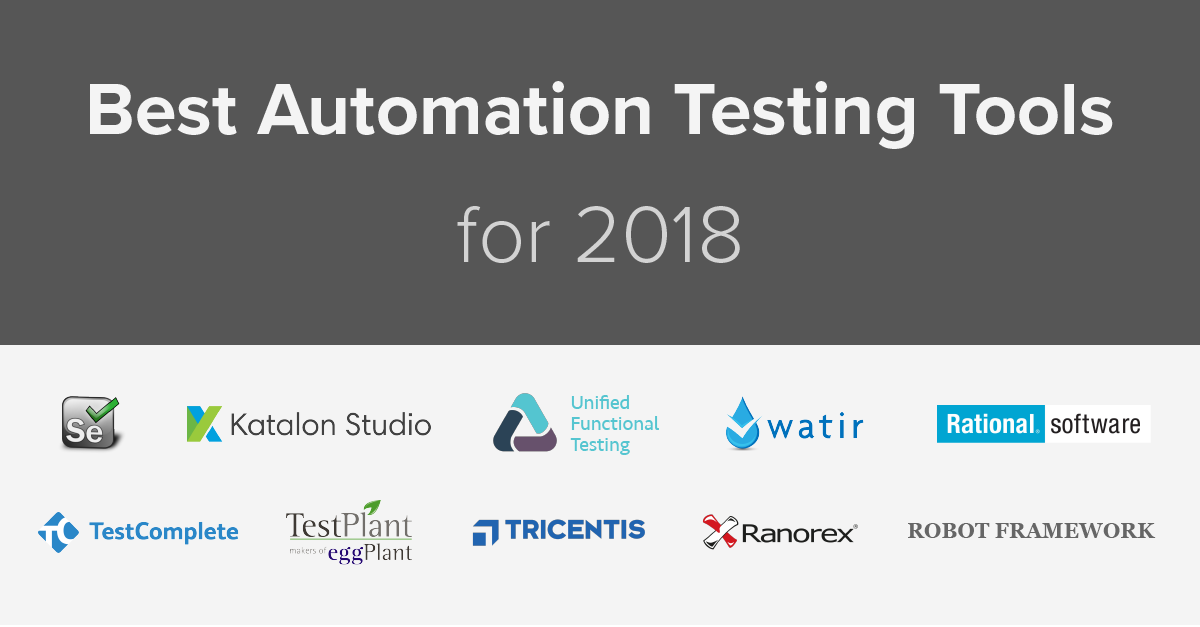 Best Automation Testing Tools
for 2018
Se
Katalon Studio
Unified
Functional
Testing
watir
Rational. software
TC TestComplete
TestPlant
makers of eggPlant
TRICENTIS
Ranorex®
ROBOT FRAMEWORK